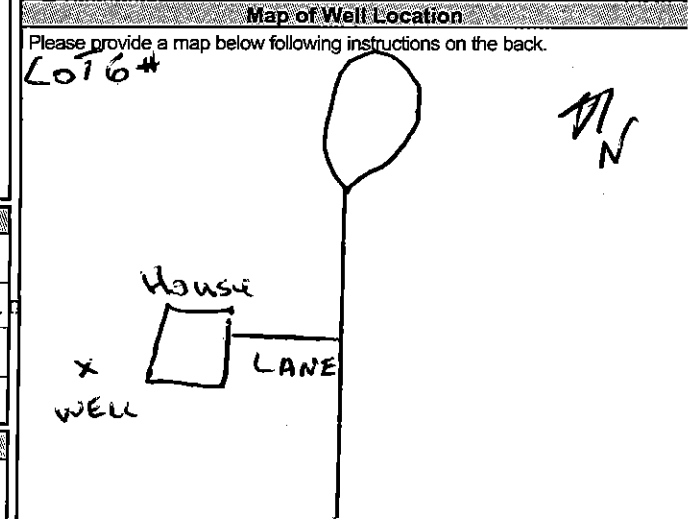 Map of Well Location
Please provide a map below following instructions on the back.
LOT 6 #
N
House
LANE
x
WELL